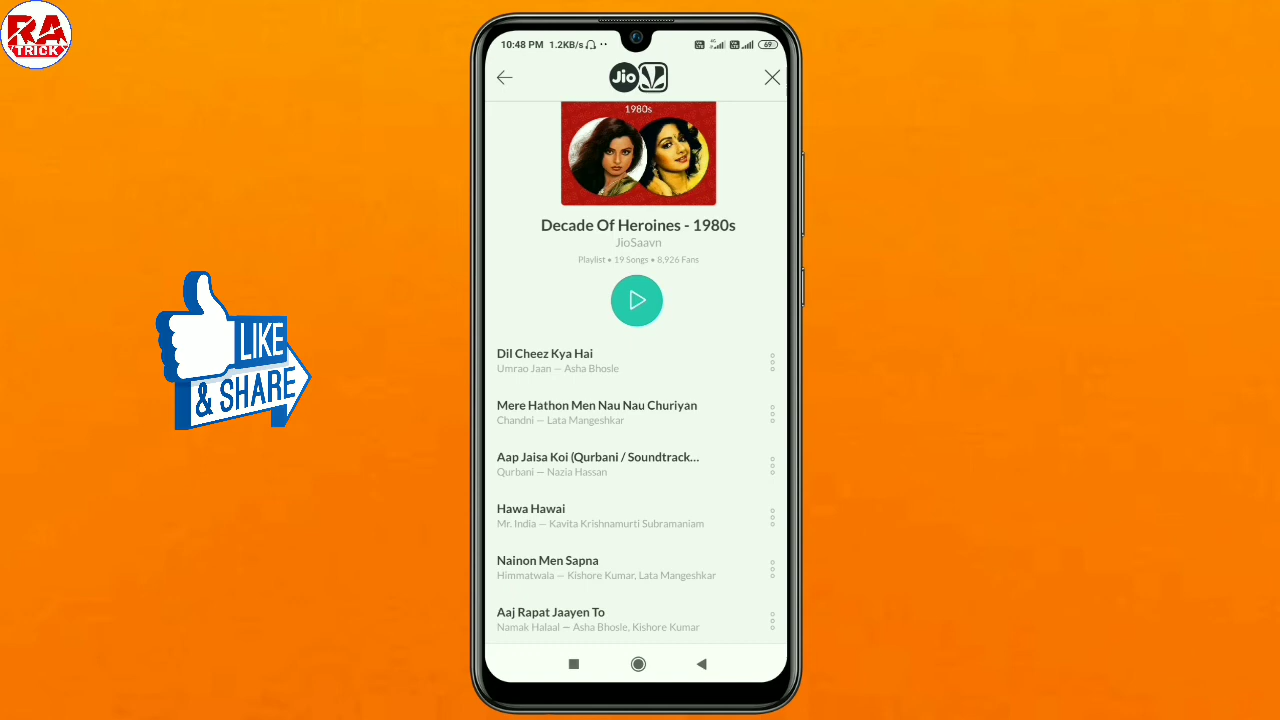 RA
TRICK
10:48 PM 1.2KB/s
69
Jio
1980s
Decade Of Heroines - 1980s
JioSaavn
Playlist • 19 Songs • 8,926 Fans
LIKE
& SHARE
Dil Cheez Kya Hai
Umrao Jaan — Asha Bhosle
Mere Hathon Men Nau Nau Churiyan
Chandni — Lata Mangeshkar
Aap Jaisa Koi (Qurbani / Soundtrack...
Qurbani — Nazia Hassan
Hawa Hawai
Mr. India — Kavita Krishnamurti Subramaniam
Nainon Men Sapna
Himmatwala — Kishore Kumar, Lata Mangeshkar
Aaj Rapat Jaayen To
Namak Halaal — Asha Bhosle, Kishore Kumar